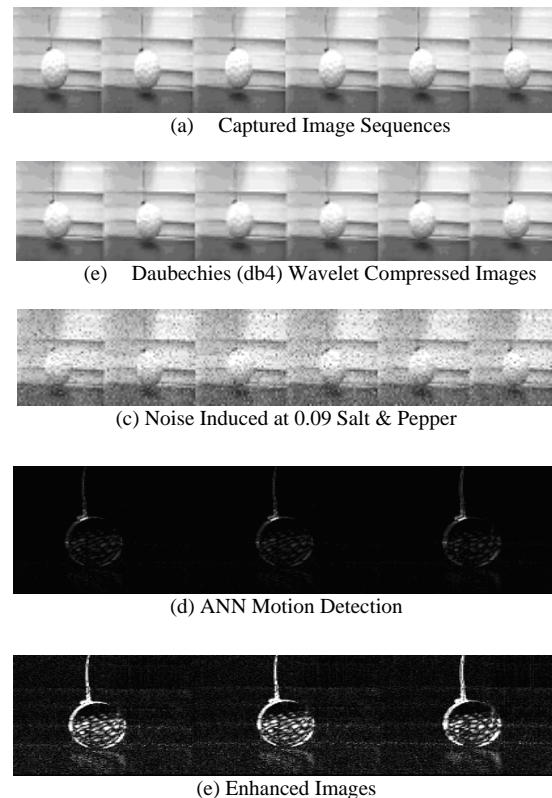 (a) Captured Image Sequences
(e) Daubechies (db4) Wavelet Compressed Images
(c) Noise Induced at 0.09 Salt & Pepper
(d) ANN Motion Detection
(e) Enhanced Images